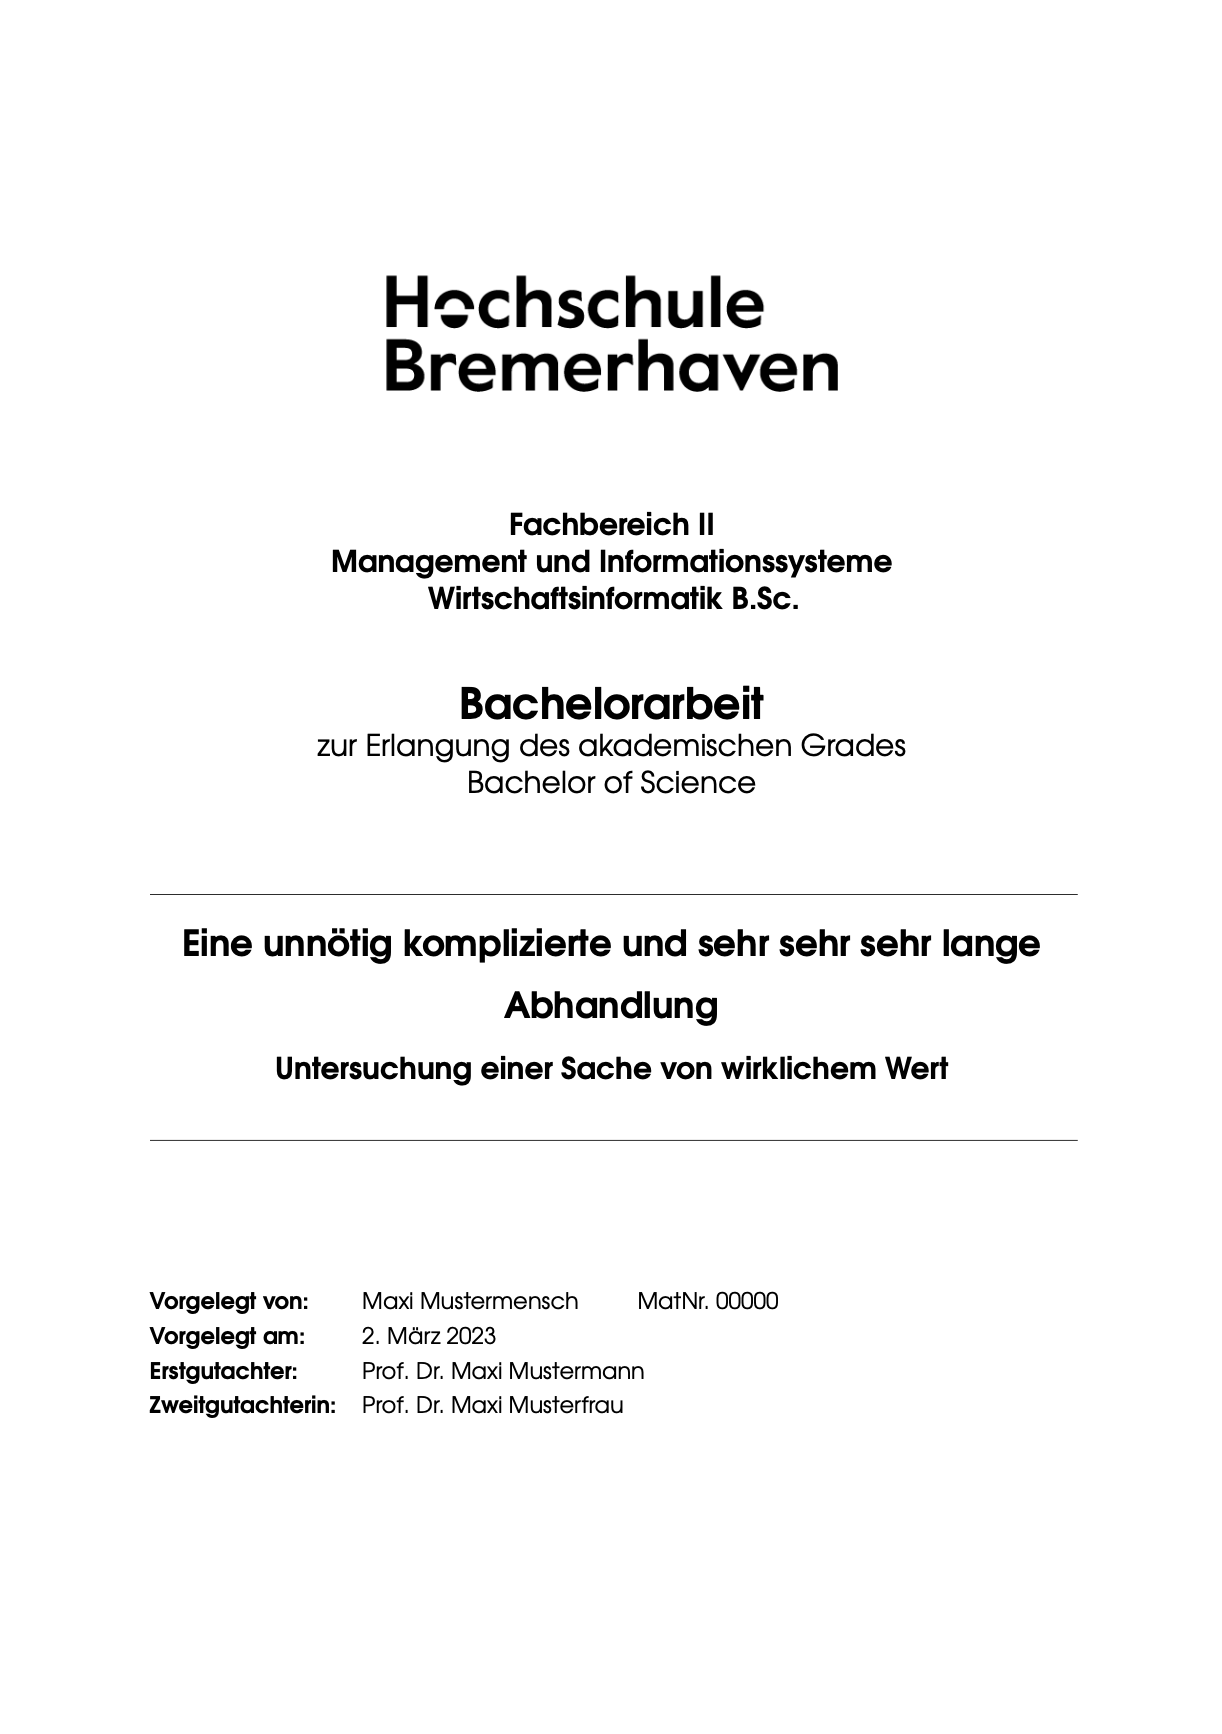 Hochschule
Bremerhaven
Fachbereich II
Management und Informationssysteme
Wirtschaftsinformatik B.Sc.
Bachelorarbeit
zur Erlangung des akademischen Grades
Bachelor of Science
Eine unnötig komplizierte und sehr sehr sehr lange
Abhandlung
Untersuchung einer Sache von wirklichem Wert
Vorgelegt von: Maxi Mustermensch MatNr. 00000
Vorgelegt am: 2. März 2023
Erstgutachter: Prof. Dr. Maxi Mustermann
Zweitgutachterin: Prof. Dr. Maxi Musterfrau